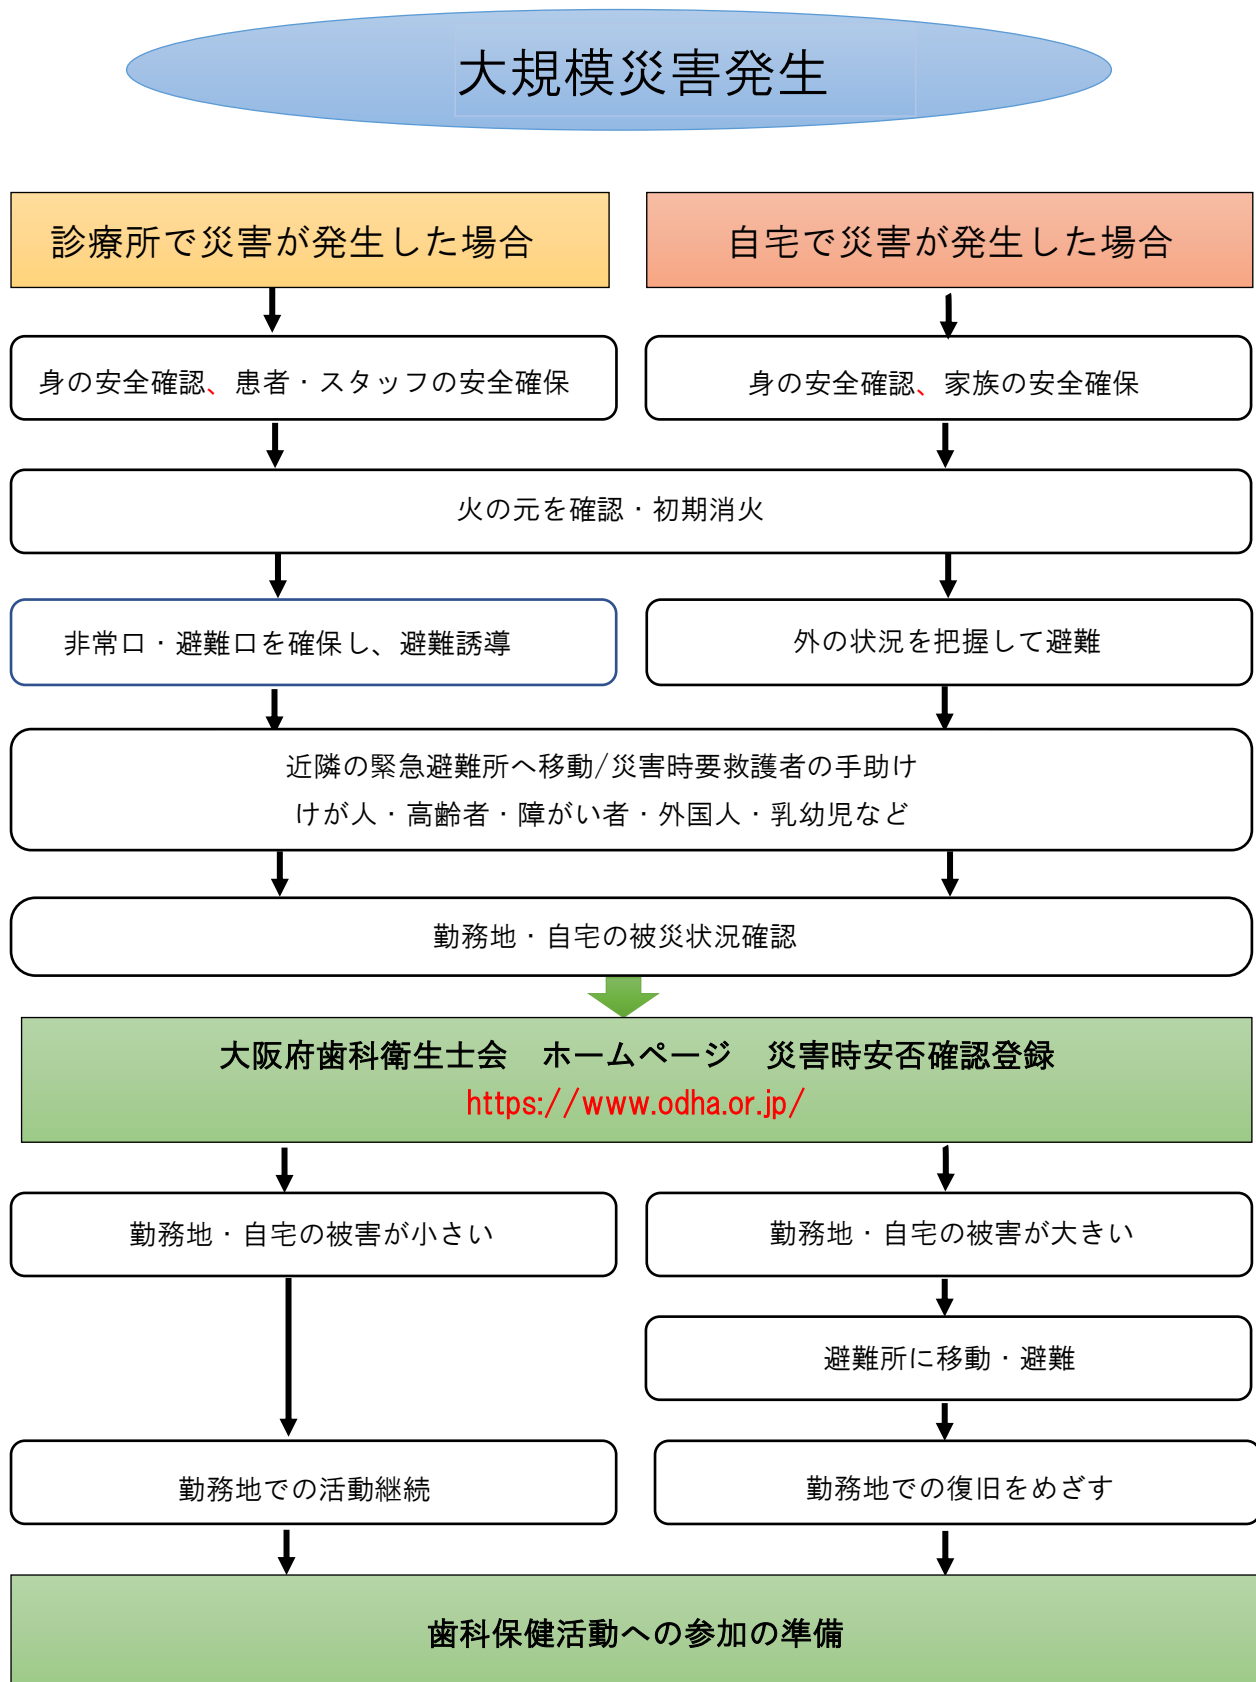 大規模災害発生
診療所で災害が発生した場合
自宅で災害が発生した場合
身の安全確認、患者・スタッフの安全確保
身の安全確認、家族の安全確保
火の元を確認・初期消火
非常口・避難口を確保し、避難誘導
外の状況を把握して避難
近隣の緊急避難所へ移動/災害時要救護者の手助け
けが人・高齢者・障がい者・外国人・乳幼児など
勤務地・自宅の被災状況確認
大阪府歯科衛生士会　ホームページ　災害時安否確認登録
https://www.odha.or.jp/
勤務地・自宅の被害が小さい
勤務地・自宅の被害が大きい
避難所に移動・避難
勤務地での活動継続
勤務地での復旧をめざす
歯科保健活動への参加の準備